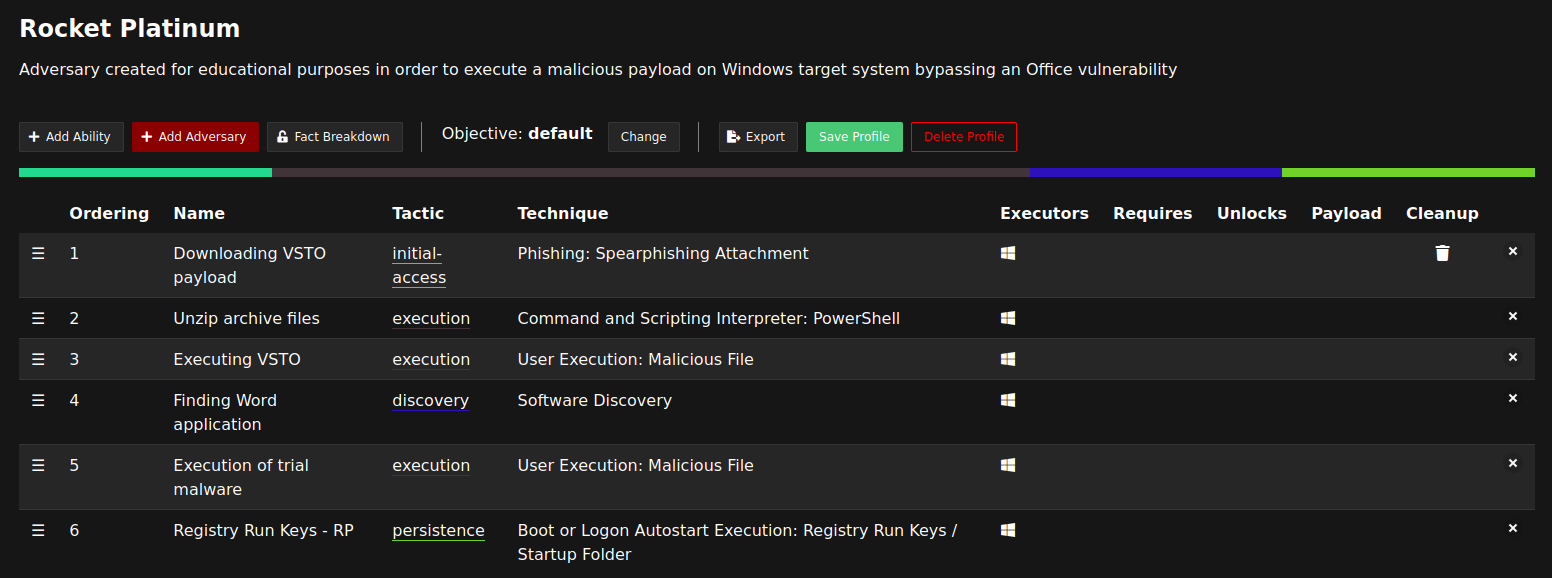 Rocket Platinum
Adversary created for educational purposes in order to execute a malicious payload on Windows target system bypassing an Office vulnerability
+ Add Ability + Add Adversary Fact Breakdown Objective: default Change Export Save Profile Delete Profile
Ordering Name Tactic Technique Executors Requires Unlocks Payload Cleanup
1 Downloading VSTO initial- Phishing: Spearphishing Attachment
payload access
2 Unzip archive files execution Command and Scripting Interpreter: PowerShell
3 Executing VSTO execution User Execution: Malicious File
4 Finding Word discovery Software Discovery
application
5 Execution of trial execution User Execution: Malicious File
malware
6 Registry Run Keys - RP persistence Boot or Logon Autostart Execution: Registry Run Keys /
Startup Folder